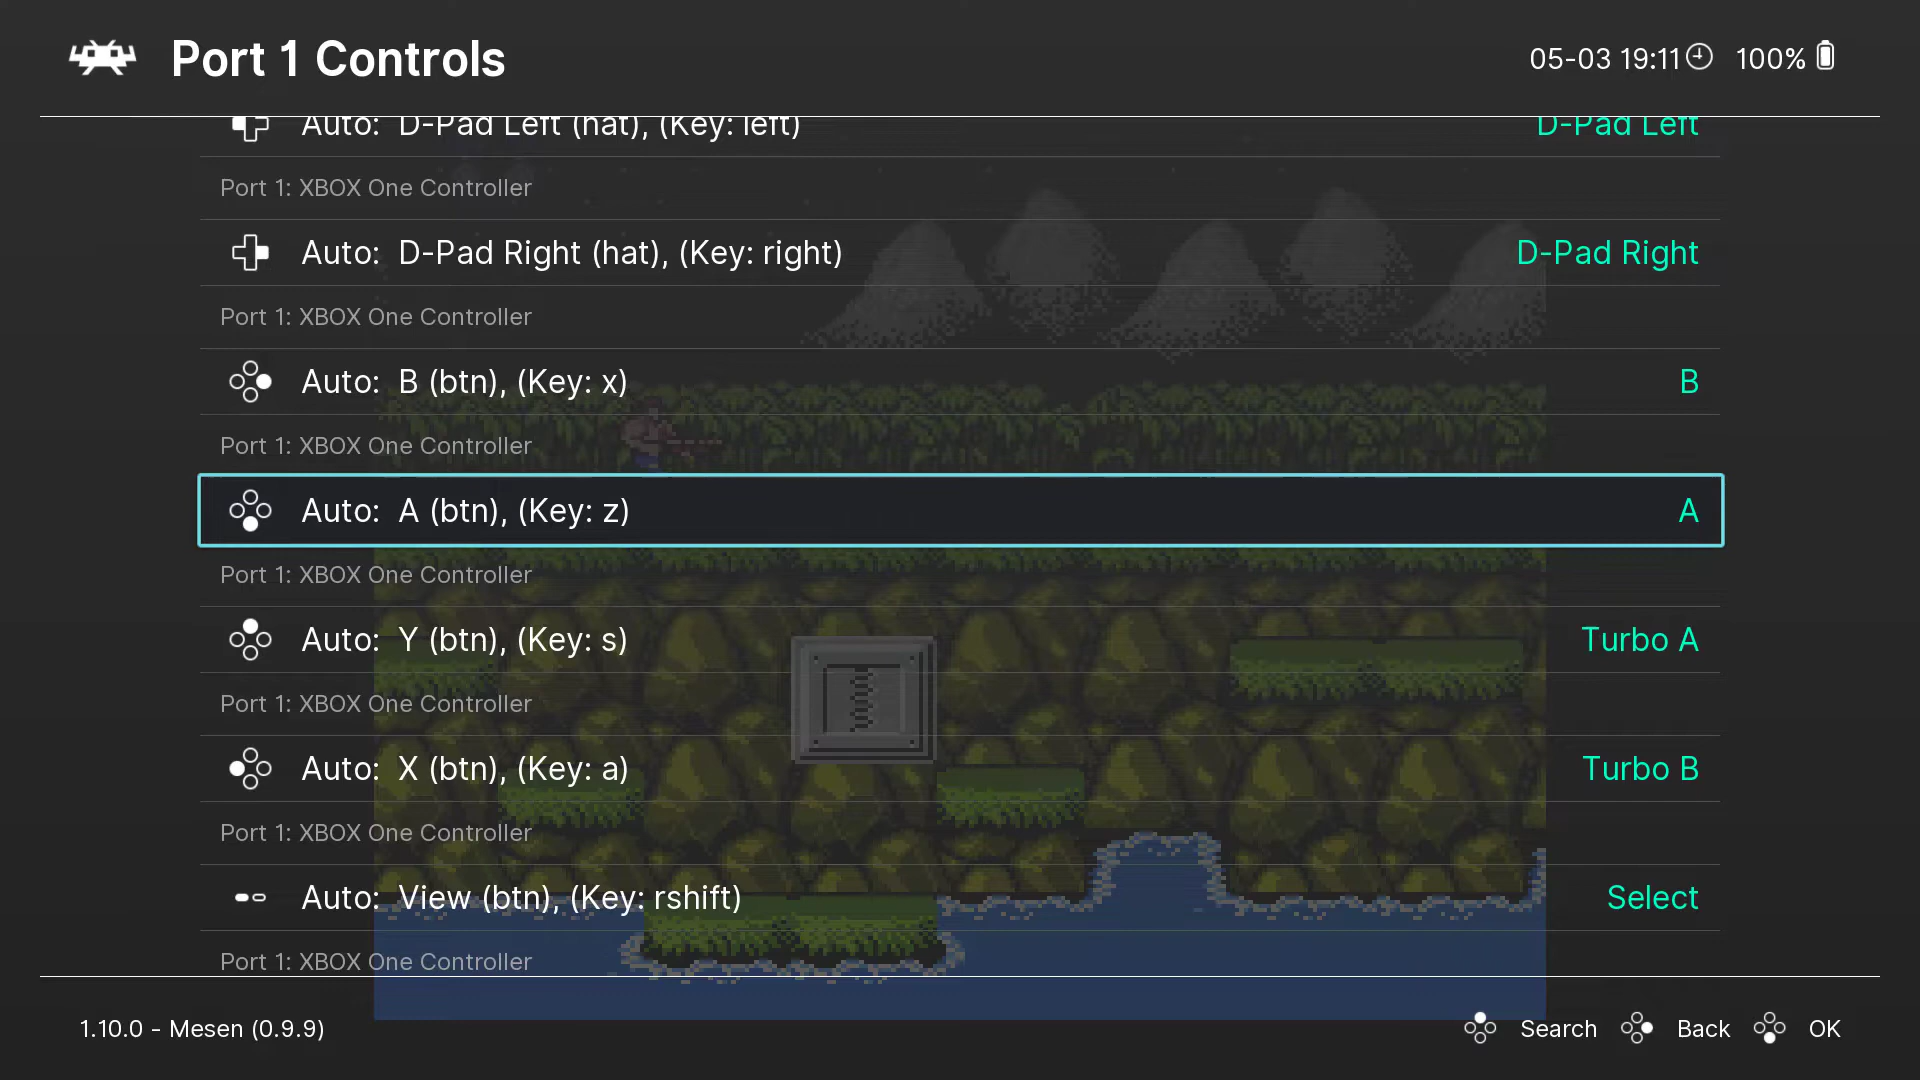 Port 1 Controls
05-03 19:11 100%
Auto: D-Pad Left (hat), (Key: left) D-Pad Left
Port 1: XBOX One Controller
Auto: D-Pad Right (hat), (Key: right) D-Pad Right
Port 1: XBOX One Controller
Auto: B (btn), (Key: x) B
Port 1: XBOX One Controller
Auto: A (btn), (Key: z) A
Port 1: XBOX One Controller
Auto: Y (btn), (Key: s) Turbo A
Port 1: XBOX One Controller
Auto: X (btn), (Key: a) Turbo B
Port 1: XBOX One Controller
Auto: View (btn), (Key: rshift) Select
Port 1: XBOX One Controller
1.10.0 - Mesen (0.9.9) Search Back OK